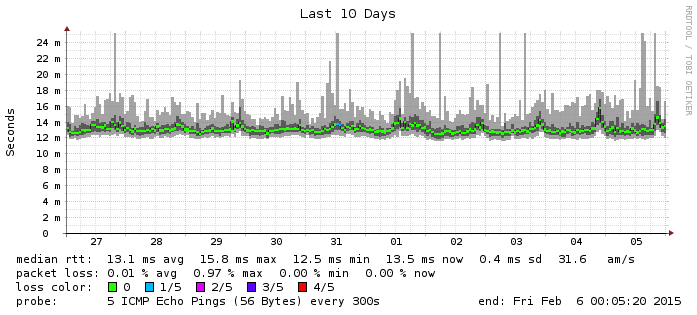 Last 10 Days
RRDTOOL / TOBI OETIKER
Seconds
24 m
22 m
20 m
18 m
16 m
14 m
12 m
10 m
8 m
6 m
4 m
2 m
0
27 28 29 30 31 01 02 03 04 05
median rtt: 13.1 ms avg 15.8 ms max 12.5 ms min 13.5 ms now 0.4 ms sd 31.6 am/s
packet loss: 0.01 % avg 0.97 % max 0.00 % min 0.00 % now
loss color: 0 1/5 2/5 3/5 4/5
probe: 5 ICMP Echo Pings (56 Bytes) every 300s end: Fri Feb 6 00:05:20 2015